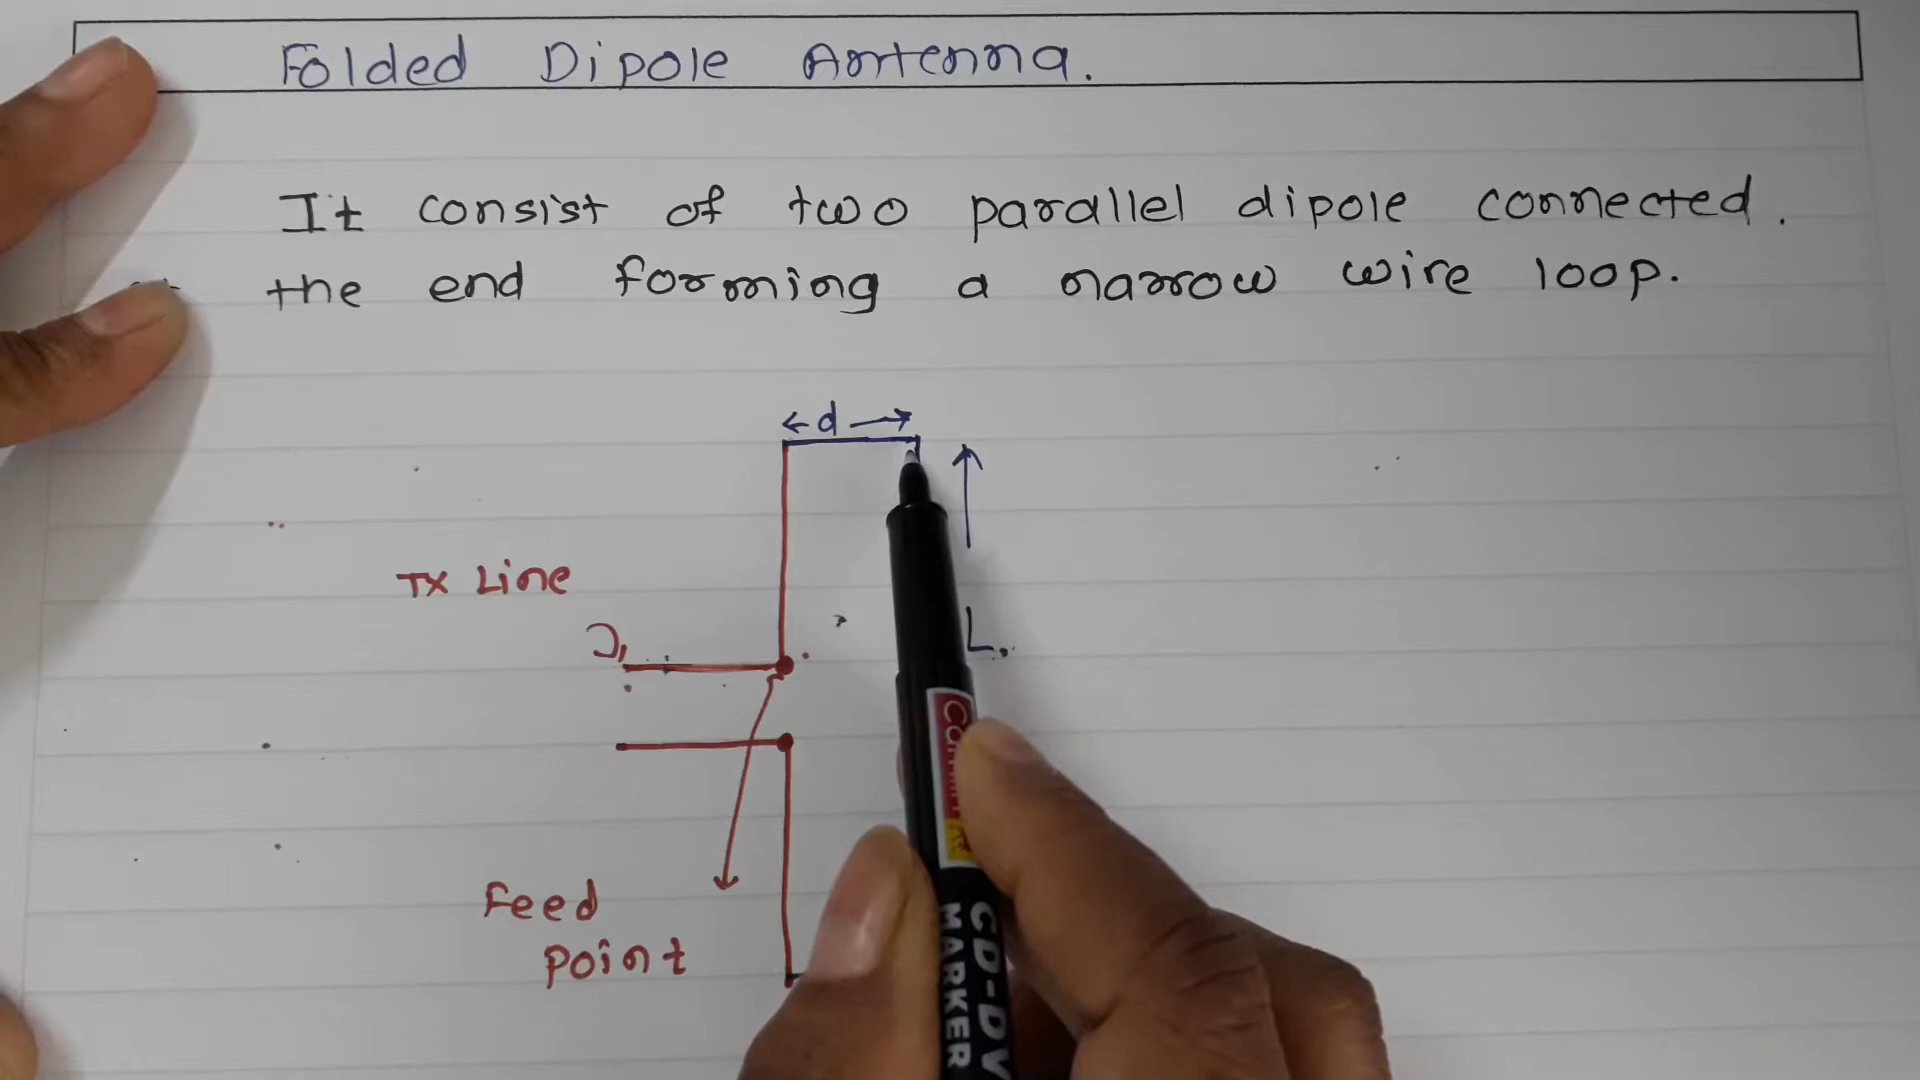 Folded Dipole Antenna.
It consist of two parallel dipole connected.
the end forming a narrow wire loop.
d
TX Line
L.
Feed
point
CD-DV
MARKER